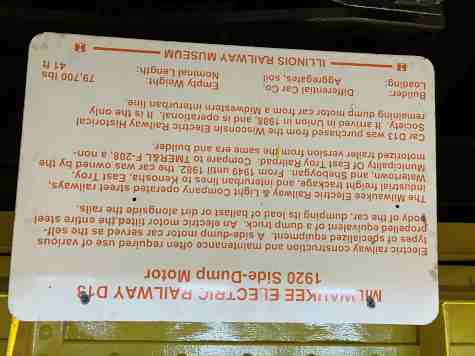 MILWAUKEE ELECTRIC RAILWAY D13
1920 Side-Dump Motor
Electric railway construction and maintenance often required use of various
types of specialized equipment. A side-dump motor car served as the self-
propelled equivalent of a dump truck. An electric motor lifted the entire steel
body of the car, dumping its load of ballast or dirt alongside the rails.
The Milwaukee Electric Railway & Light Company operated street railways,
industrial freight trackage, and interurban lines to Kenosha, East Troy,
Watertown, and Sheboygan. From 1949 until 1982, the car was owned by the
Municipality Of East Troy Railroad. Compare to TMERL F-208, a non-
motorized trailer version from the same era and builder
Car D13 was purchased from the Wisconsin Electric Railway Historical
Society. It arrived in Union in 1988, and is operational. It is the only
remaining dump motor car from a Midwestern interurban line.
Builder: Differential Car Co. Empty Weight: 79,700 lbs
Loading: Aggregates, soil Nominal Length: 41 ft
ILLINOIS RAILWAY MUSEUM